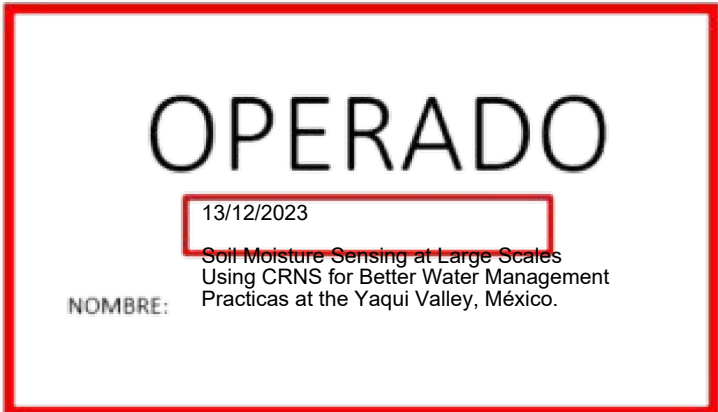 OPERADO
13/12/2023
Soil Moisture Sensing at Large Scales
Using CRNS for Better Water Management
NOMBRE: Practicas at the Yaqui Valley, México.